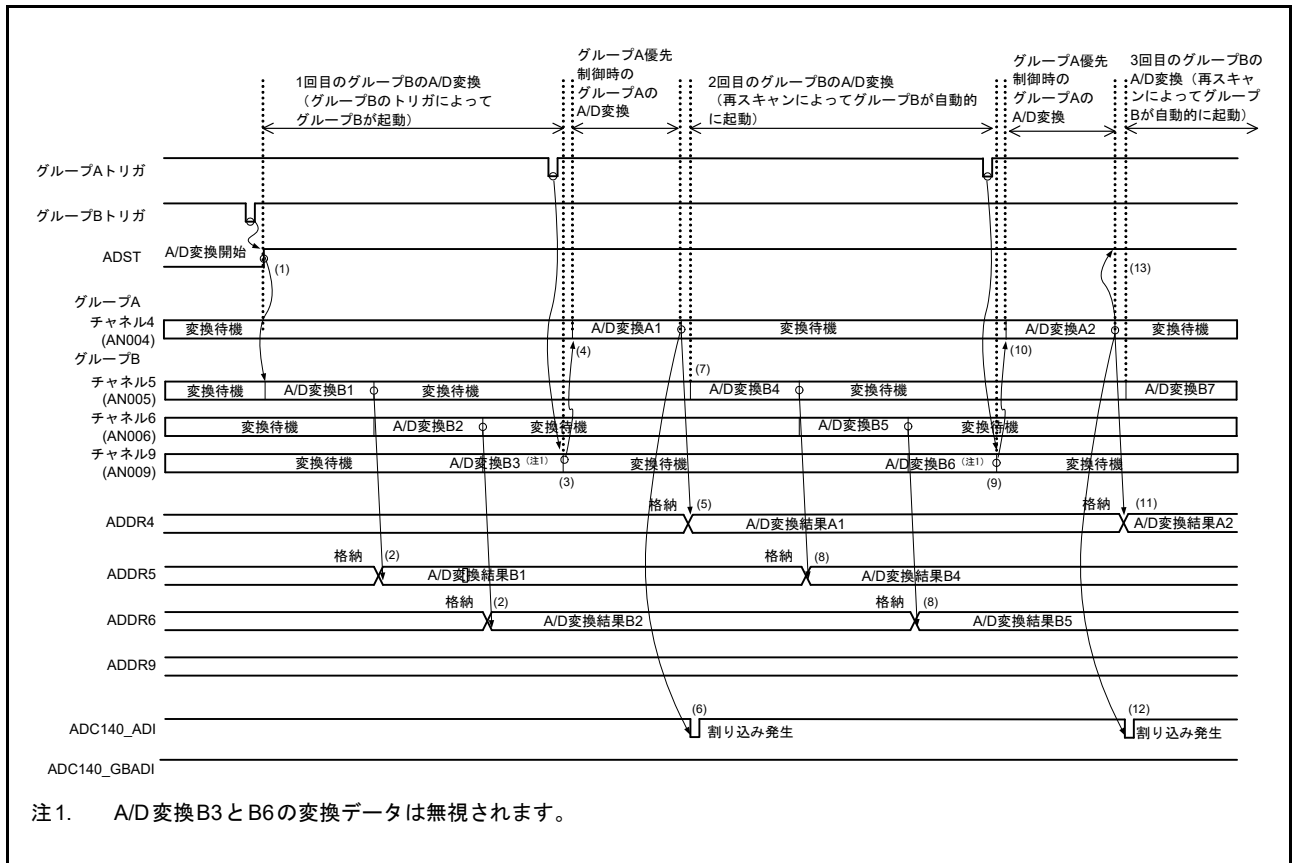 1回目のグループBのA/D変換
（グループBのトリガによって
グループBが起動）
グループA優先
制御時の
グループAの
A/D変換
2回目のグループBのA/D変換
（再スキャンによってグループBが自動的
に起動）
グループA優先
制御時の
グループAの
A/D変換
3回目のグループBの
A/D変換（再スキャ
ンによってグループ
Bが自動的に起動）
グループAトリガ
グループBトリガ
ADST A/D変換開始 (1) (13)
グループA
チャネル4
(AN004)
変換待機 A/D変換A1 変換待機 A/D変換A2 変換待機
(4) (10)
グループB
チャネル5
(AN005)
(7)
変換待機 A/D変換B1 変換待機 A/D変換B4 変換待機 A/D変換B7
チャネル6
(AN006)
変換待機 A/D変換B2 変換待機 A/D変換B5 変換待機
チャネル9
(AN009)
変換待機 A/D変換B3（注1） 変換待機 A/D変換B6（注1） 変換待機
(3) (9)
ADDR4 格納 (5) A/D変換結果A1 格納 (11) A/D変換結果A2
ADDR5 格納 (2) A/D変換結果B1 格納 (8) A/D変換結果B4
ADDR6 格納 (2) A/D変換結果B2 格納 (8) A/D変換結果B5
ADDR9
ADC140_ADI (6) 割り込み発生 (12) 割り込み発生
ADC140_GBADI
注1. A/D変換B3とB6の変換データは無視されます。